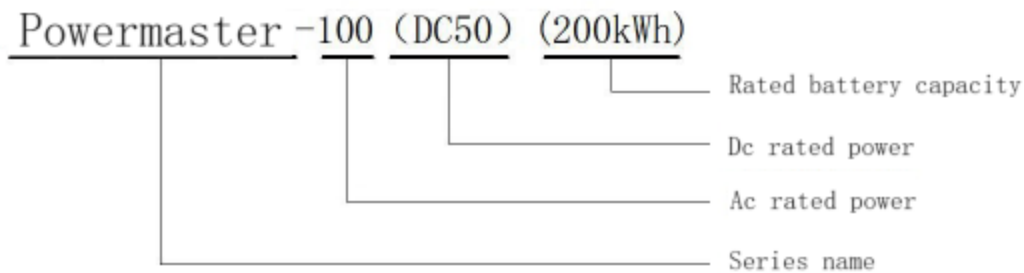 Powermaster-100（DC50）(200kWh)
Rated battery capacity
Dc rated power
Ac rated power
Series name